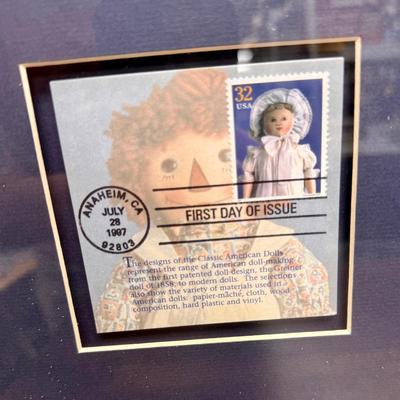 32
USA
ANAHEIM, CA
JULY
28
1997
92803
FIRST DAY OF ISSUE
The designs of the Classic American Dolls
represent the range of American doll-making
from the first patented doll design, the Greiner
doll of 1858, to modern dolls. The selections
also show the variety of materials used in
American dolls: papier-mâché, cloth, wood,
composition, hard plastic and vinyl.